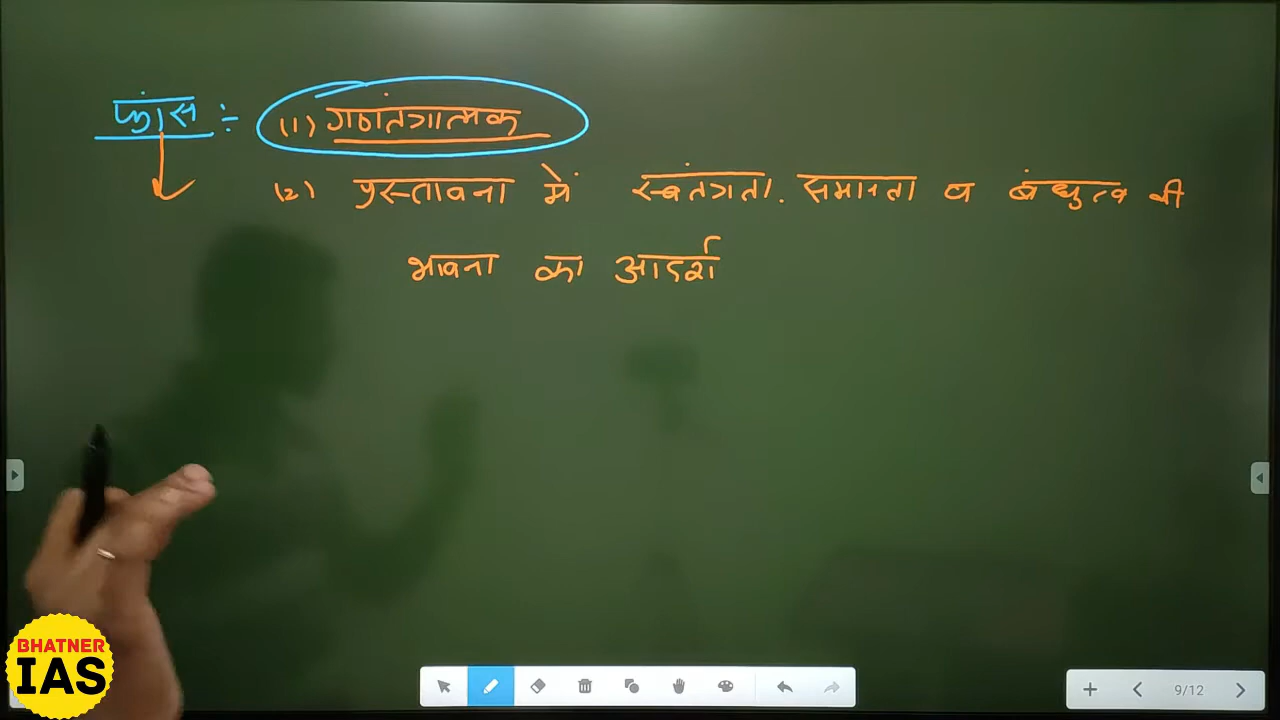 फ्रांस ÷ (1) गणतंत्रात्मक
(2) प्रस्तावना में स्वतंत्रता. समानता व बंधुत्व की
भावना का आदर्श
9/12
BHATNER
IAS